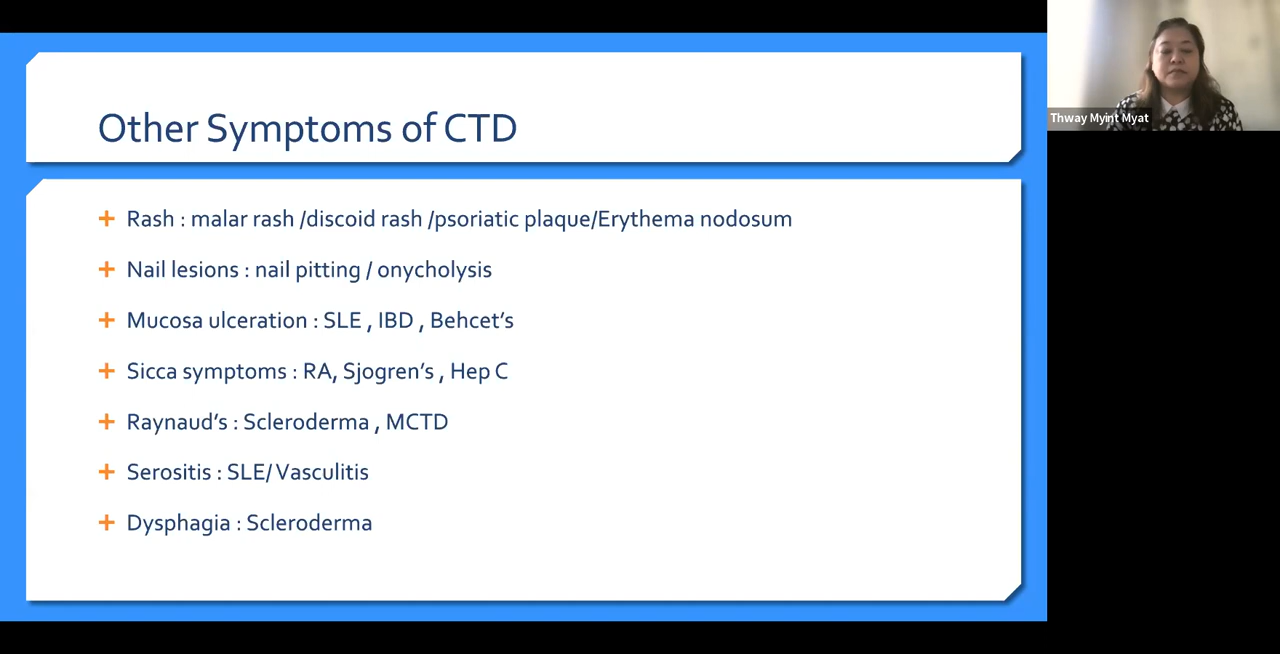 Other Symptoms of CTD
Thway Myint Myat
Rash : malar rash /discoid rash /psoriatic plaque/Erythema nodosum
Nail lesions : nail pitting / onycholysis
Mucosa ulceration : SLE , IBD , Behcet’s
Sicca symptoms : RA, Sjogren’s , Hep C
Raynaud’s : Scleroderma , MCTD
Serositis : SLE/ Vasculitis
Dysphagia : Scleroderma